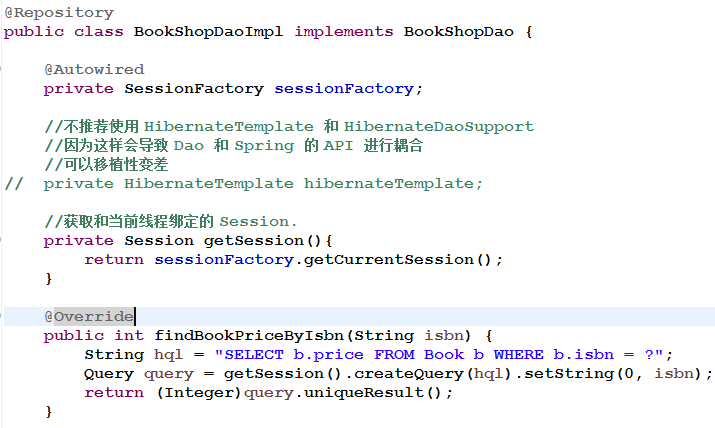 @Repository
public class BookShopDaoImpl implements BookShopDao {
@Autowired
private SessionFactory sessionFactory;
//不推荐使用 HibernateTemplate 和 HibernateDaoSupport
//因为这样会导致 Dao 和 Spring 的 API 进行耦合
//可以移植性变差
//  private HibernateTemplate hibernateTemplate;
//获取和当前线程绑定的 Session.
private Session getSession(){
return sessionFactory.getCurrentSession();
}
@Override
public int findBookPriceByIsbn(String isbn) {
String hql = "SELECT b.price FROM Book b WHERE b.isbn = ?";
Query query = getSession().createQuery(hql).setString(0, isbn);
return (Integer)query.uniqueResult();
}